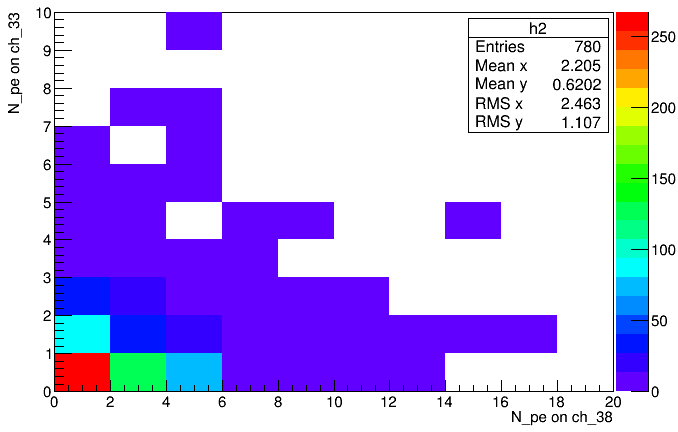 N_pe on ch_33
10
9
8
7
6
5
4
3
2
1
0
h2
Entries 780
Mean x 2.205
Mean y 0.6202
RMS x 2.463
RMS y 1.107
250
200
150
100
50
0
0 2 4 6 8 10 12 14 16 18 20
N_pe on ch_38